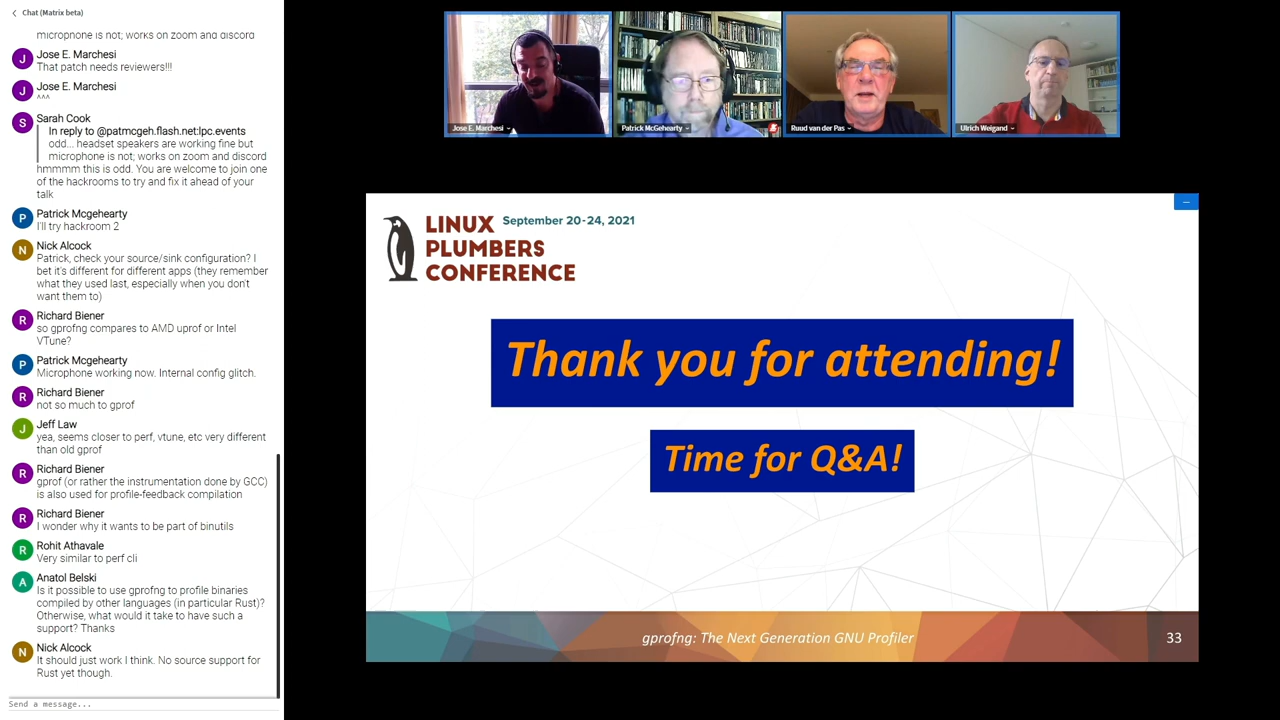 Chat (Matrix beta)
microphone is not; works on zoom and discord
Jose E. Marchesi
That patch needs reviewers!!!
Jose E. Marchesi
^^^
Sarah Cook
In reply to @patmcgeh.flash.net:lpc.events
odd... headset speakers are working fine but
microphone is not; works on zoom and discord
hmmmm this is odd. You are welcome to join one
of the hackrooms to try and fix it ahead of your
talk
Patrick Mcgehearty
I'll try hackroom 2
Nick Alcock
Patrick, check your source/sink configuration? I
bet it's different for different apps (they remember
what they used last, especially when you don't
want them to)
Richard Biener
so gprofng compares to AMD uprof or Intel
VTune?
Patrick Mcgehearty
Microphone working now. Internal config glitch.
Richard Biener
not so much to gprof
Jeff Law
yea, seems closer to perf, vtune, etc very different
than old gprof
Richard Biener
gprof (or rather the instrumentation done by GCC)
is also used for profile-feedback compilation
Richard Biener
I wonder why it wants to be part of binutils
Rohit Athavale
Very similar to perf cli
Anatol Belski
Is it possible to use gprofng to profile binaries
compiled by other languages (in particular Rust)?
Otherwise, what would it take to have such a
support? Thanks
Nick Alcock
It should just work I think. No source support for
Rust yet though.
Send a message...
J
J
S
P
N
R
P
R
J
R
R
R
A
N
Jose E. Marchesi
Patrick McGehearty
Ruud van der Pas
Ulrich Weigand
LINUX
PLUMBERS
CONFERENCE
September 20-24, 2021
Thank you for attending!
Time for Q&A!
gprofng: The Next Generation GNU Profiler
33